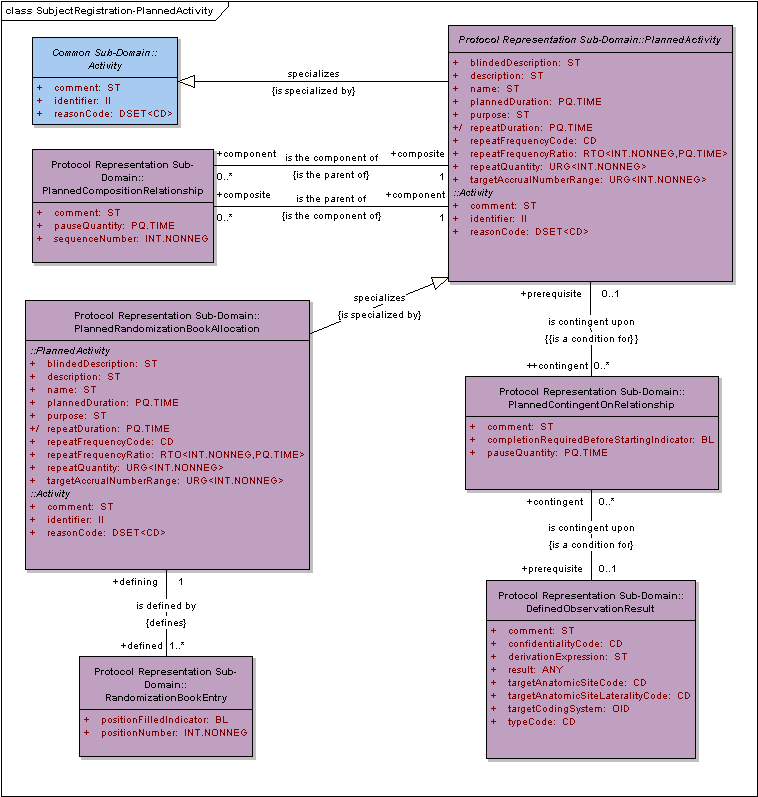 class SubjectRegistration-PlannedActivity
Common Sub-Domain::
Activity
+ comment: ST
+ identifier: II
+ reasonCode: DSET<CD>
specializes
{is specialized by}
Protocol Representation Sub-Domain::PlannedActivity
+ blindedDescription: ST
+ description: ST
+ name: ST
+ plannedDuration: PQ.TIME
+ purpose: ST
+/ repeatDuration: PQ.TIME
+ repeatFrequencyCode: CD
+ repeatFrequencyRatio: RTO<INT.NONNEG,PQ.TIME>
+ repeatQuantity: URG<INT.NONNEG>
+ targetAccrualNumberRange: URG<INT.NONNEG>
::Activity
+ comment: ST
+ identifier: II
+ reasonCode: DSET<CD>
Protocol Representation Sub-
Domain::
PlannedCompositionRelationship
+ comment: ST
+ pauseQuantity: PQ.TIME
+ sequenceNumber: INT.NONNEG
+component
is the component of
+composite
0..*
{is the parent of}
1
+composite
is the parent of
+component
0..*
{is the component of}
1
specializes
{is specialized by}
Protocol Representation Sub-Domain::
PlannedRandomizationBookAllocation
::PlannedActivity
+ blindedDescription: ST
+ description: ST
+ name: ST
+ plannedDuration: PQ.TIME
+ purpose: ST
+/ repeatDuration: PQ.TIME
+ repeatFrequencyCode: CD
+ repeatFrequencyRatio: RTO<INT.NONNEG,PQ.TIME>
+ repeatQuantity: URG<INT.NONNEG>
+ targetAccrualNumberRange: URG<INT.NONNEG>
::Activity
+ comment: ST
+ identifier: II
+ reasonCode: DSET<CD>
+prerequisite 0..1
is contingent upon
{{is a condition for}}
++contingent 0..*
Protocol Representation Sub-Domain::
PlannedContingentOnRelationship
+ comment: ST
+ completionRequiredBeforeStartingIndicator: BL
+ pauseQuantity: PQ.TIME
+contingent 0..*
is contingent upon
{is a condition for}
+prerequisite 0..1
Protocol Representation Sub-Domain::
DefinedObservationResult
+ comment: ST
+ confidentialityCode: CD
+ derivationExpression: ST
+ result: ANY
+ targetAnatomicSiteCode: CD
+ targetAnatomicSiteLateralityCode: CD
+ targetCodingSystem: OID
+ typeCode: CD
+defining 1
is defined by
{defines}
+defined 1..*
Protocol Representation Sub-
Domain::
RandomizationBookEntry
+ positionFilledIndicator: BL
+ positionNumber: INT.NONNEG